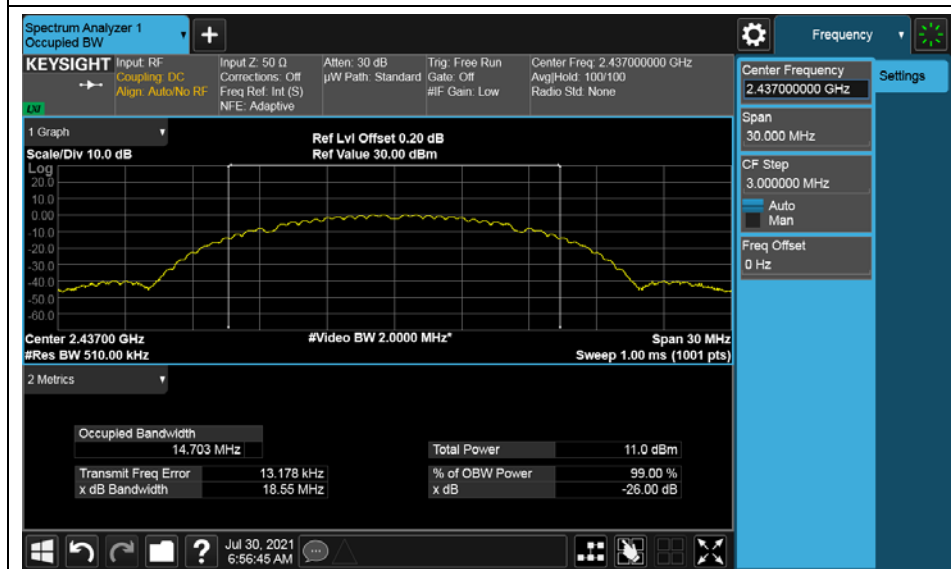 Spectrum Analyzer 1
Occupied BW
Frequency
KEYSIGHT
Input: RF
Coupling: DC
Align: Auto/No RF
Input Z: 50 Ω
Corrections: Off
Freq Ref: Int (S)
NFE: Adaptive
Atten: 30 dB
µW Path: Standard
Trig: Free Run
Gate: Off
#IF Gain: Low
Center Freq: 2.437000000 GHz
Avg|Hold: 100/100
Radio Std: None
LXI
Center Frequency
2.437000000 GHz
Settings
Span
30.000 MHz
CF Step
3.000000 MHz
Auto
Man
Freq Offset
0 Hz
1 Graph
Scale/Div 10.0 dB
Ref Lvl Offset 0.20 dB
Ref Value 30.00 dBm
Log
20.0
10.0
0.00
-10.0
-20.0
-30.0
-40.0
-50.0
-60.0
Center 2.43700 GHz
#Res BW 510.00 kHz
#Video BW 2.0000 MHz*
Span 30 MHz
Sweep 1.00 ms (1001 pts)
2 Metrics
Occupied Bandwidth
14.703 MHz
Transmit Freq Error 13.178 kHz
x dB Bandwidth 18.55 MHz
Total Power 11.0 dBm
% of OBW Power 99.00 %
x dB -26.00 dB
?
Jul 30, 2021
6:56:45 AM